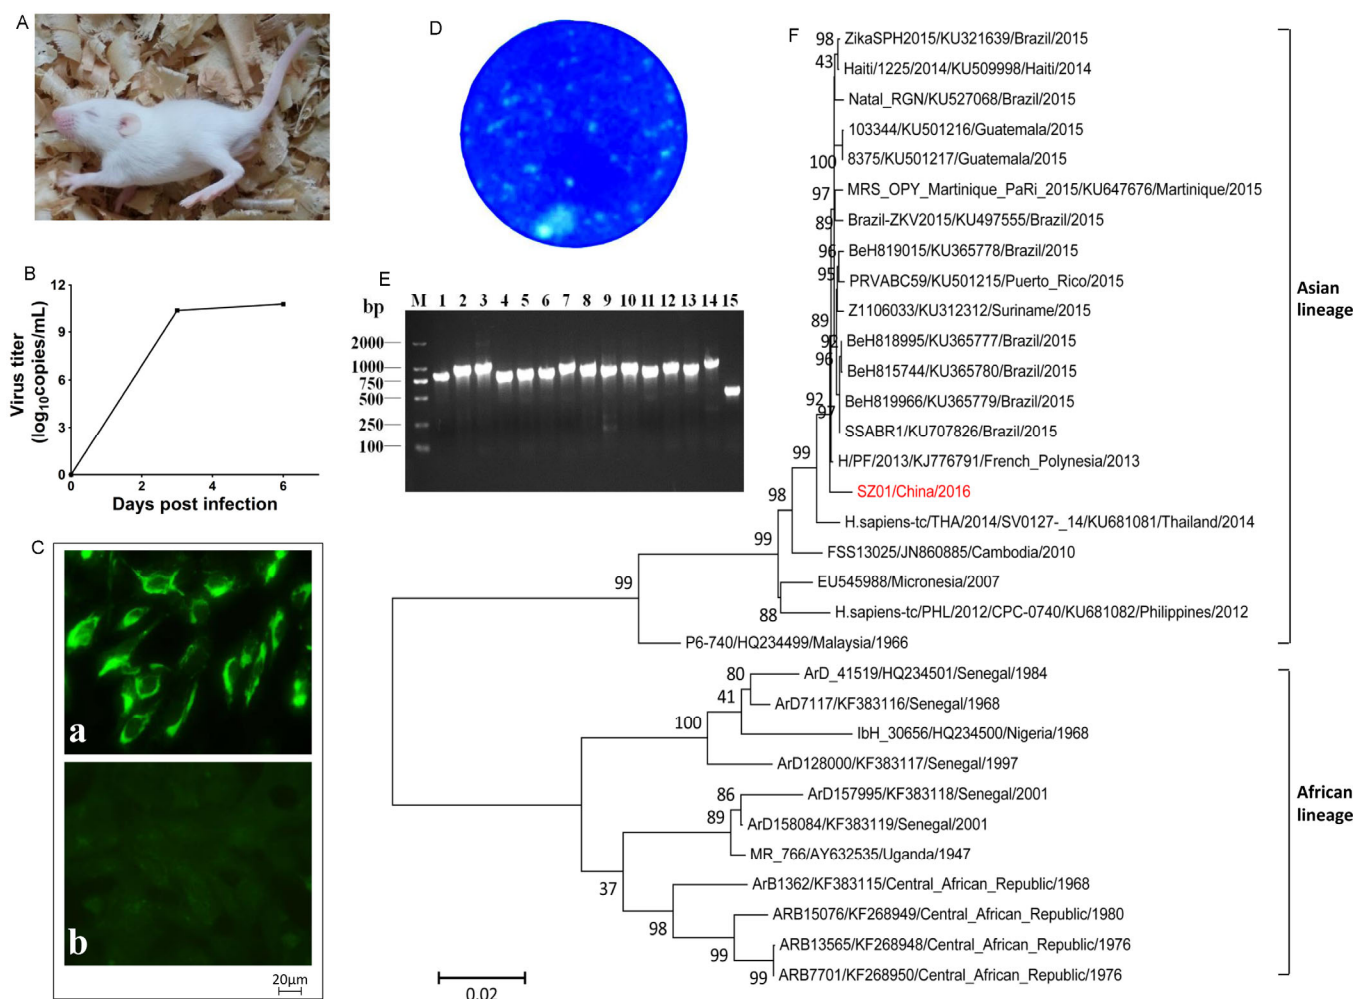 A
B
12
9
6
3
0
0
2
4
6
Virus titer
(log10copies/mL)
Days post infection
C
a
b
20μm
D
E
bp
M 1 2 3 4 5 6 7 8 9 10 11 12 13 14 15
2000
1000
750
500
250
100
F
98
ZikaSPH2015/KU321639/Brazil/2015
43
Haiti/1225/2014/KU509998/Haiti/2014
Natal_RGN/KU527068/Brazil/2015
103344/KU501216/Guatemala/2015
100
8375/KU501217/Guatemala/2015
97
MRS_OPY_Martinique_PaRi_2015/KU647676/Martinique/2015
89
Brazil-ZKV2015/KU497555/Brazil/2015
96
BeH819015/KU365778/Brazil/2015
95
PRVABC59/KU501215/Puerto_Rico/2015
89
Z1106033/KU312312/Suriname/2015
92
BeH818995/KU365777/Brazil/2015
96
BeH815744/KU365780/Brazil/2015
92
97
BeH819966/KU365779/Brazil/2015
SSABR1/KU707826/Brazil/2015
99
H/PF/2013/KJ776791/French_Polynesia/2013
98
SZ01/China/2016
H.sapiens-tc/THA/2014/SV0127-_14/KU681081/Thailand/2014
99
FSS13025/JN860885/Cambodia/2010
99
EU545988/Micronesia/2007
88
H.sapiens-tc/PHL/2012/CPC-0740/KU681082/Philippines/2012
P6-740/HQ234499/Malaysia/1966
Asian
lineage
80
ArD_41519/HQ234501/Senegal/1984
41
ArD7117/KF383116/Senegal/1968
100
IbH_30656/HQ234500/Nigeria/1968
ArD128000/KF383117/Senegal/1997
86
ArD157995/KF383118/Senegal/2001
89
ArD158084/KF383119/Senegal/2001
MR_766/AY632535/Uganda/1947
37
ArB1362/KF383115/Central_African_Republic/1968
98
ARB15076/KF268949/Central_African_Republic/1980
99
ARB13565/KF268948/Central_African_Republic/1976
99
ARB7701/KF268950/Central_African_Republic/1976
African
lineage
0.02